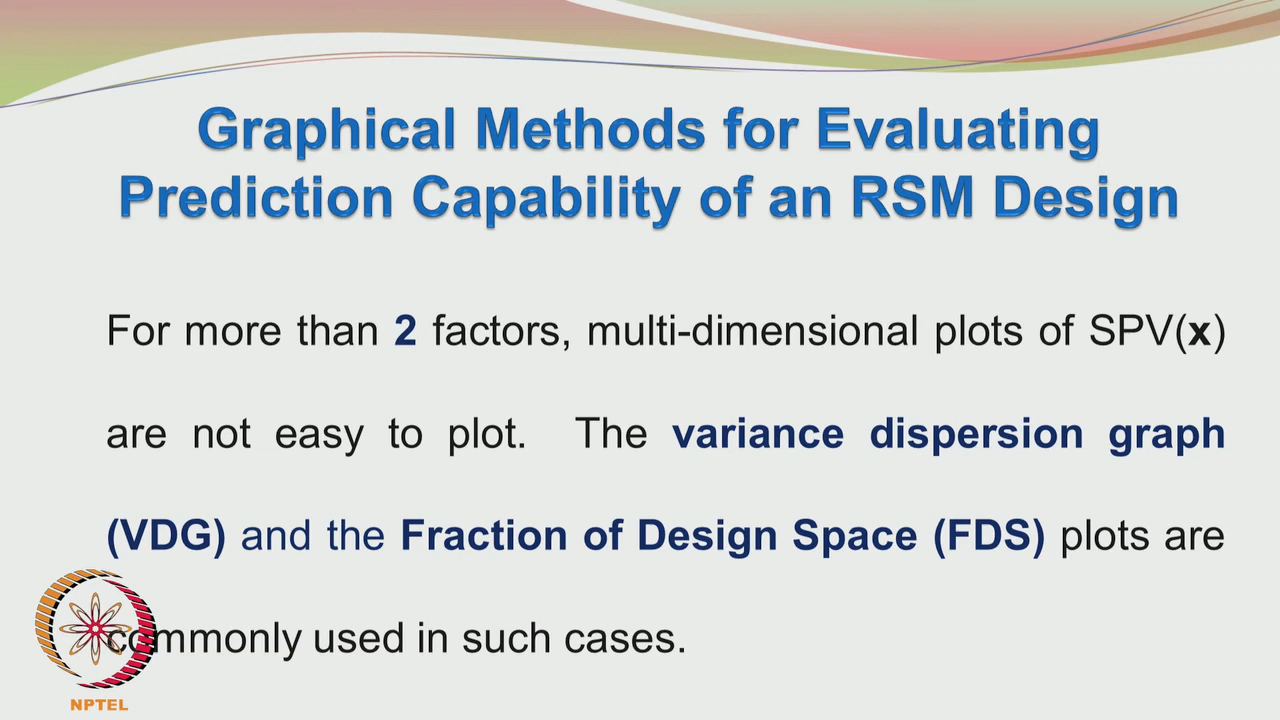 Graphical Methods for Evaluating
Prediction Capability of an RSM Design
For more than 2 factors, multi-dimensional plots of SPV(x)
are not easy to plot. The variance dispersion graph
(VDG) and the Fraction of Design Space (FDS) plots are
commonly used in such cases.
NPTEL